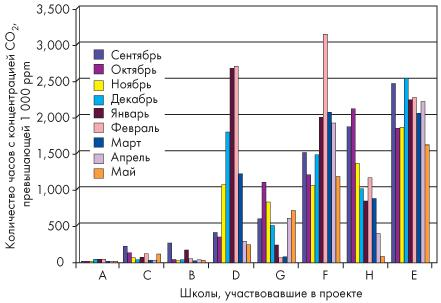 Количество часов с концентрацией CO₂,
превышающей 1 000 ppm
3,500
3,000
2,500
2,000
1,500
1,000
500
0
Сентябрь
Октябрь
Ноябрь
Декабрь
Январь
Февраль
Март
Апрель
Май
A C B D G F H E
Школы, участвовавшие в проекте